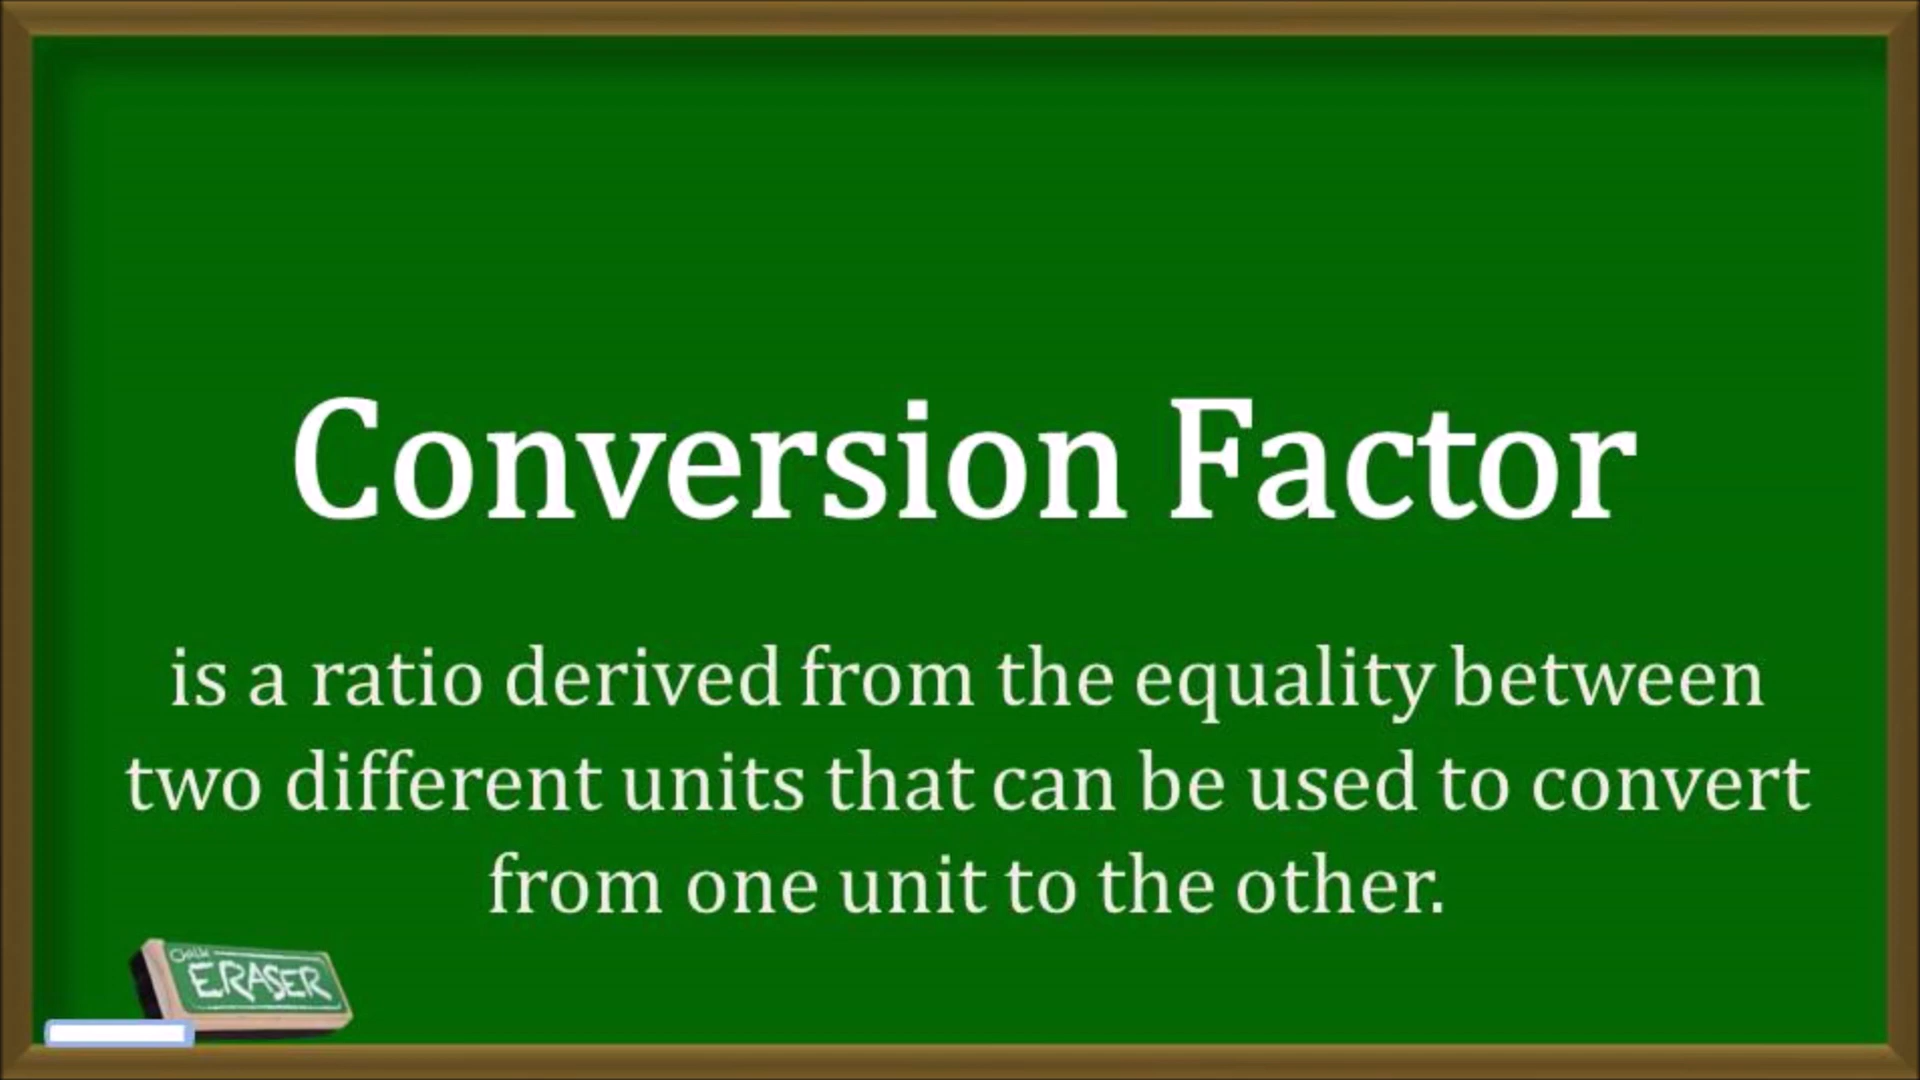 Conversion Factor
is a ratio derived from the equality between
two different units that can be used to convert
from one unit to the other.
Chalk
ERASER